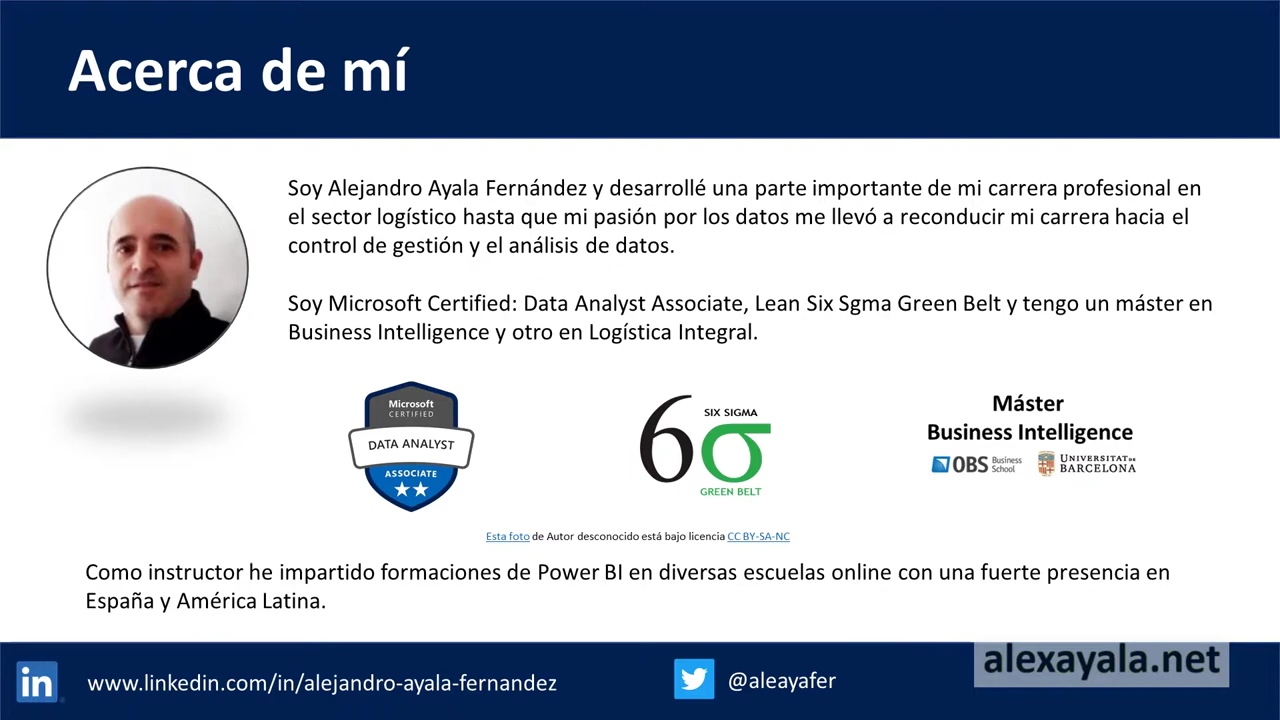 Acerca de mí
Soy Alejandro Ayala Fernández y desarrollé una parte importante de mi carrera profesional en
el sector logístico hasta que mi pasión por los datos me llevó a reconducir mi carrera hacia el
control de gestión y el análisis de datos.
Soy Microsoft Certified: Data Analyst Associate, Lean Six Sgma Green Belt y tengo un máster en
Business Intelligence y otro en Logística Integral.
Microsoft
CERTIFIED
DATA ANALYST
ASSOCIATE
6σ
SIX SIGMA
GREEN BELT
Máster
Business Intelligence
OBS Business School
UNIVERSITAT DE BARCELONA
Esta foto de Autor desconocido está bajo licencia CC BY-SA-NC
Como instructor he impartido formaciones de Power BI en diversas escuelas online con una fuerte presencia en
España y América Latina.
in
www.linkedin.com/in/alejandro-ayala-fernandez
@aleayafer
alexayala.net